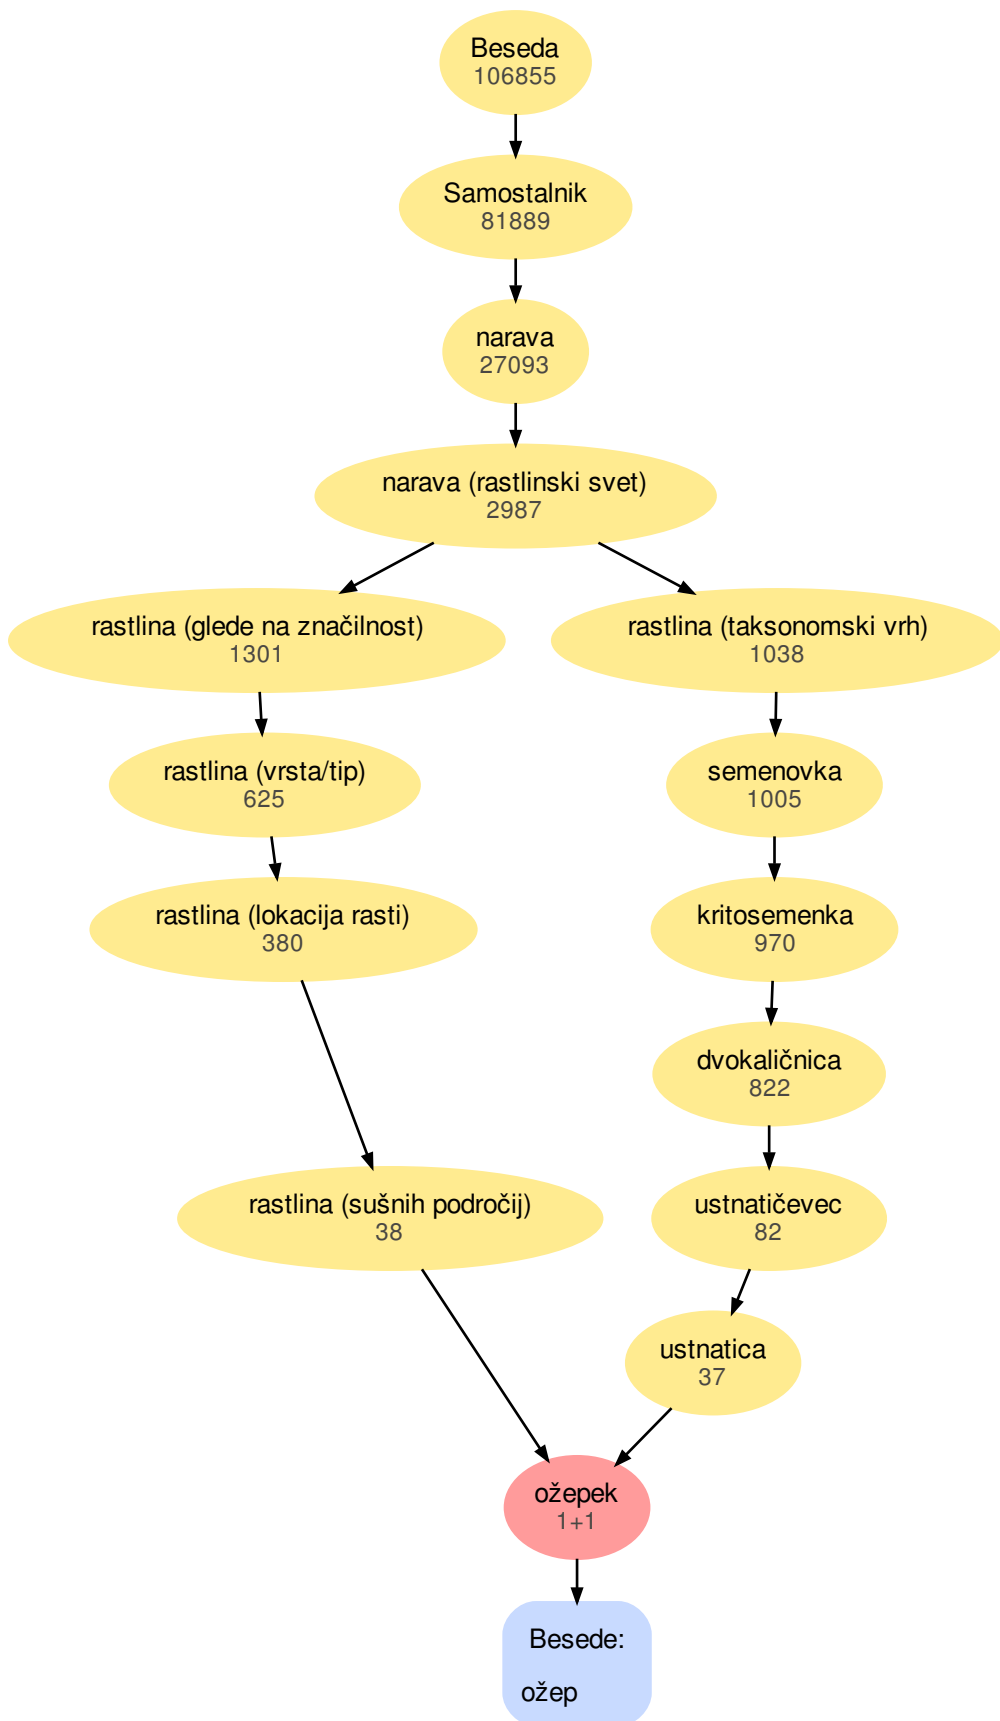 Beseda
106855
Samostalnik
81889
narava
27093
narava (rastlinski svet)
2987
rastlina (glede na značilnost)
1301
rastlina (taksonomski vrh)
1038
rastlina (vrsta/tip)
625
semenovka
1005
rastlina (lokacija rasti)
380
kritosemenka
970
dvokaličnica
822
rastlina (sušnih področij)
38
ustnatičevec
82
ustnatica
37
ožepek
1+1
Besede:
ožep